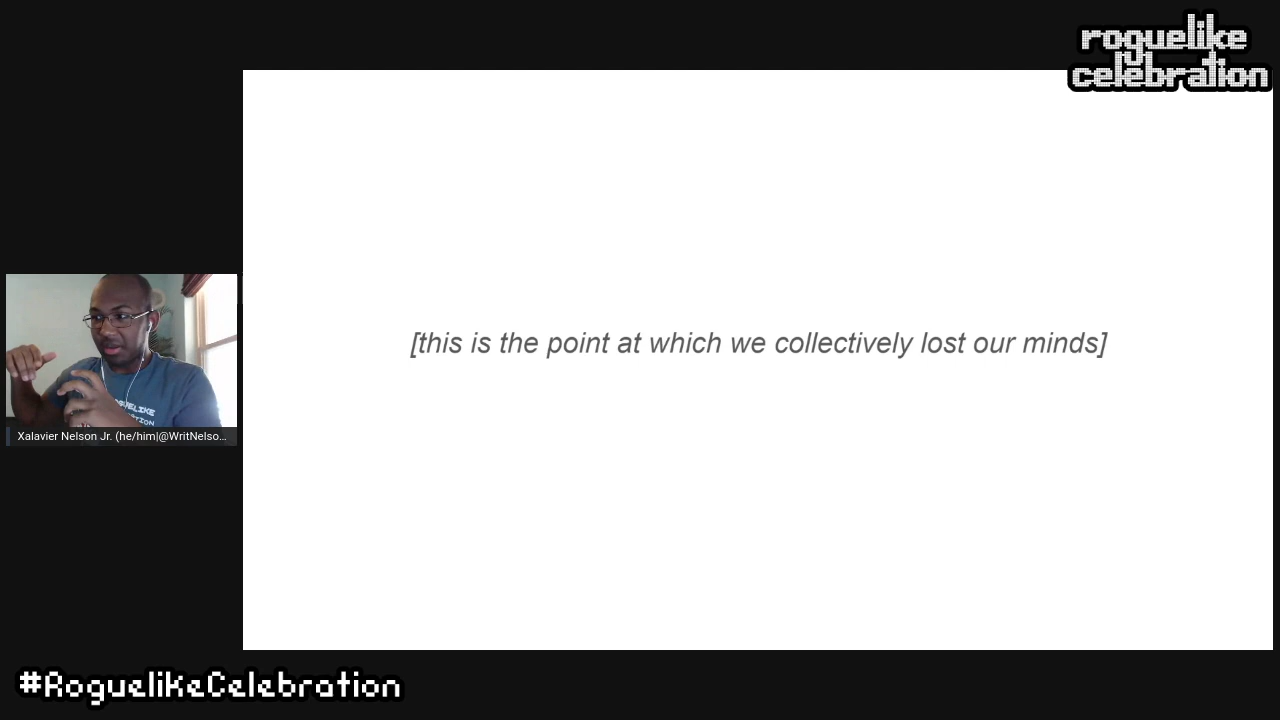 roguelike
celebration
[this is the point at which we collectively lost our minds]
Xalavier Nelson Jr. (he/him|@WritNelso...
#RoguelikeCelebration